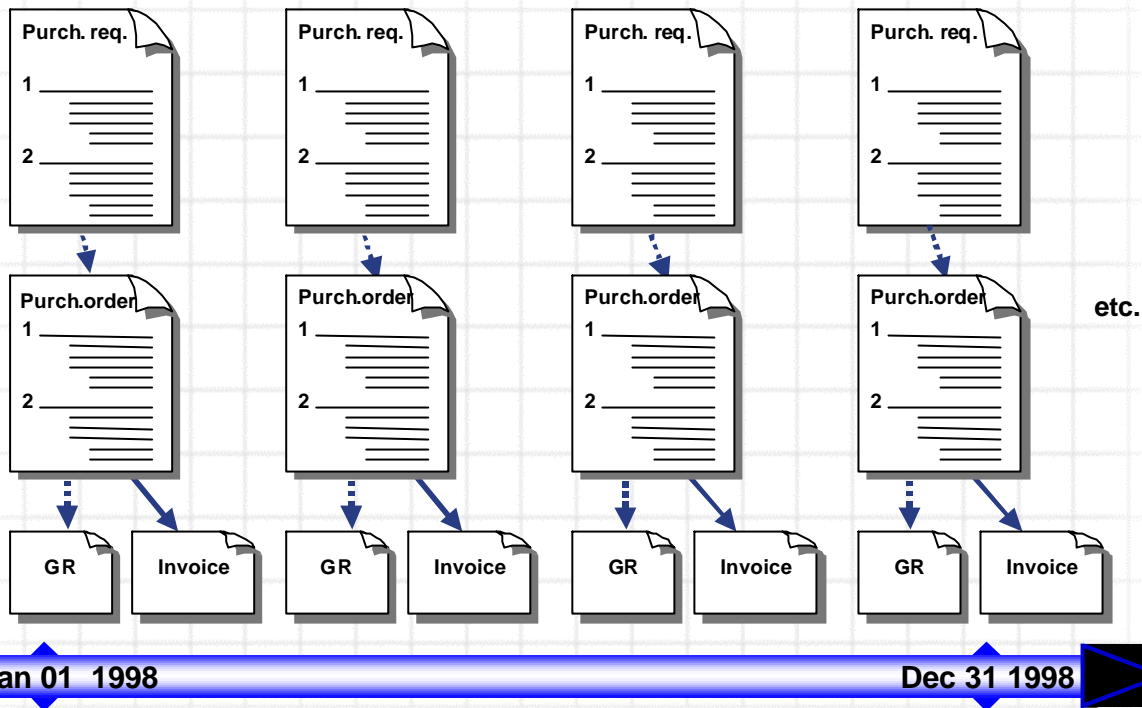 Purch. req.
1
2
Purch. req.
1
2
Purch. req.
1
2
Purch. req.
1
2
Purch.order
1
2
Purch.order
1
2
Purch.order
1
2
Purch.order
1
2
etc.
GR
Invoice
GR
Invoice
GR
Invoice
GR
Invoice
an 01 1998
Dec 31 1998